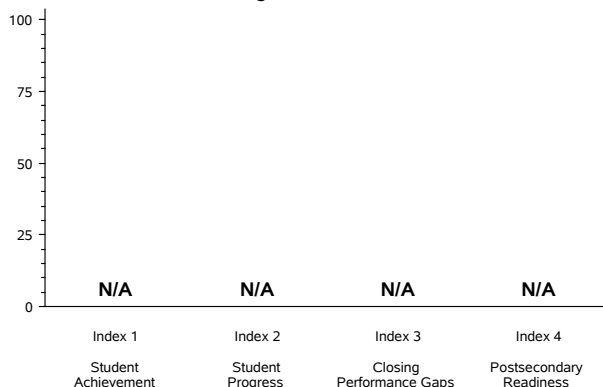 100
75
50
25
0
N/A N/A N/A N/A
Index 1 Index 2 Index 3 Index 4
Student Student Closing Postsecondary
Achievement Progress Performance Gaps Readiness